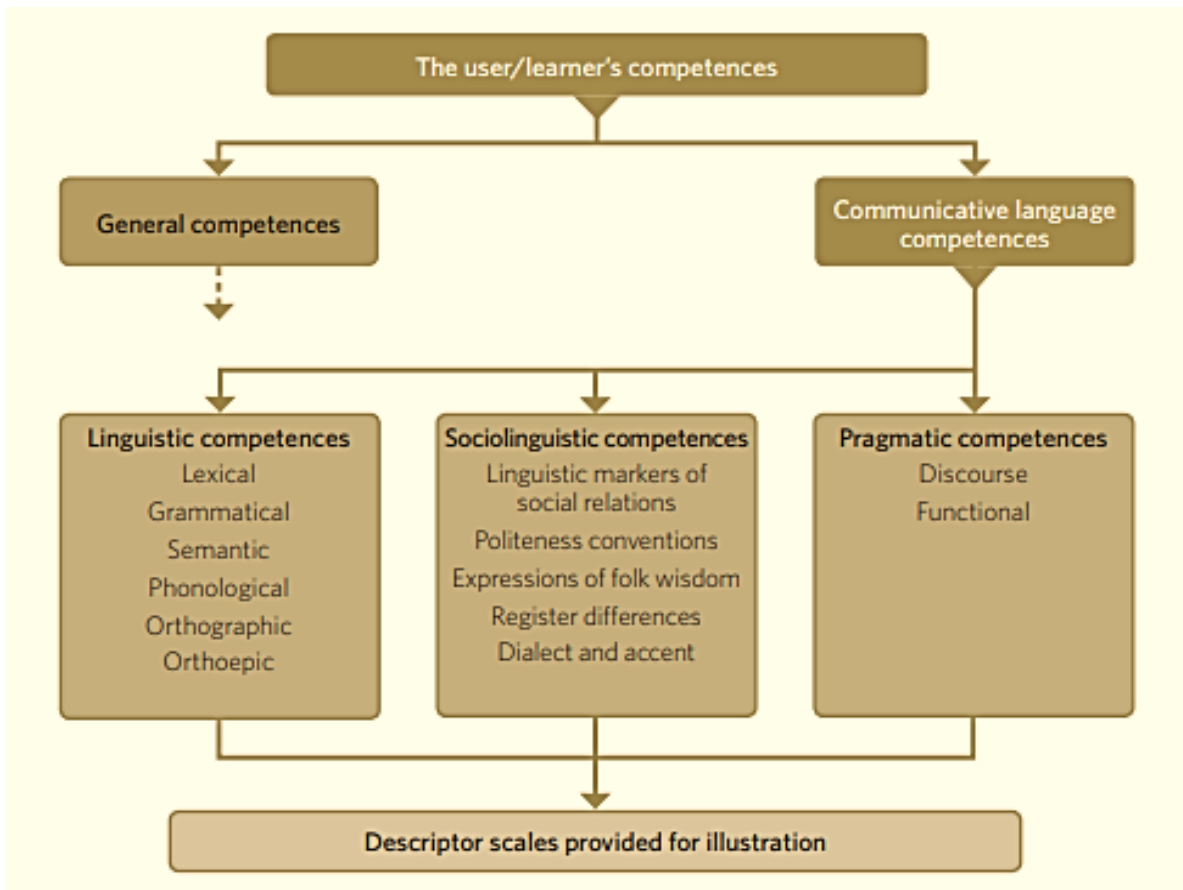 The user/learner's competences
General competences
Communicative language
competences
Linguistic competences
Lexical
Grammatical
Semantic
Phonological
Orthographic
Orthoepic
Sociolinguistic competences
Linguistic markers of
social relations
Politeness conventions
Expressions of folk wisdom
Register differences
Dialect and accent
Pragmatic competences
Discourse
Functional
Descriptor scales provided for illustration